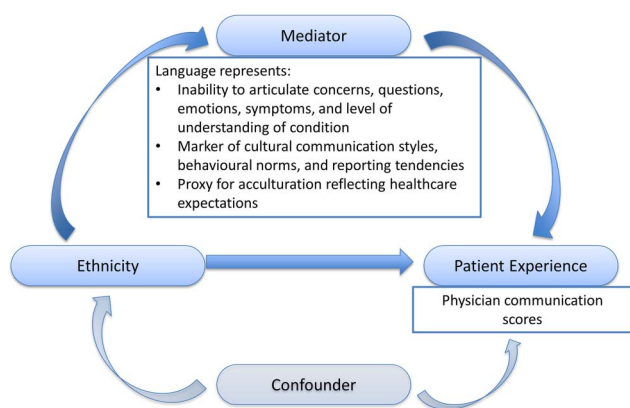 Mediator
Language represents:
• Inability to articulate concerns, questions,
emotions, symptoms, and level of
understanding of condition
• Marker of cultural communication styles,
behavioural norms, and reporting tendencies
• Proxy for acculturation reflecting healthcare
expectations
Ethnicity
Patient Experience
Physician communication
scores
Confounder